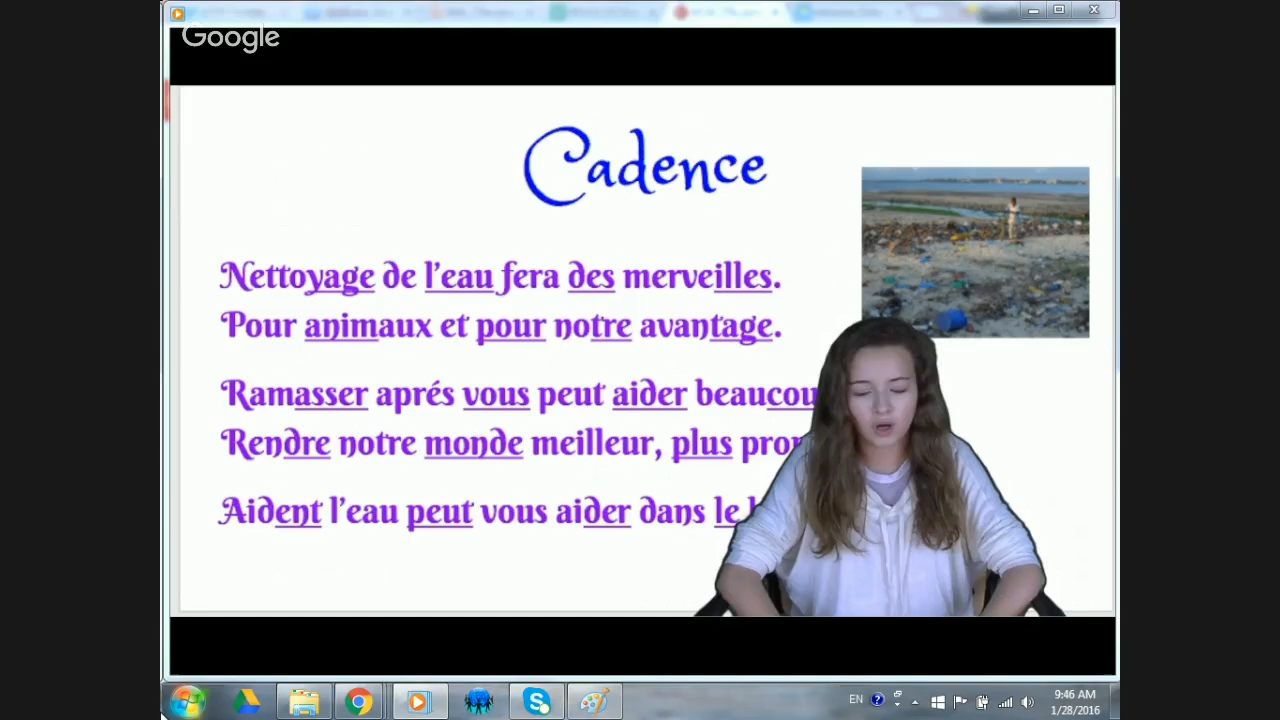 Google
Cadence
Nettoyage de l'eau fera des merveilles.
Pour animaux et pour notre avantage.
Ramasser aprés vous peut aider
Rendre notre monde meilleur, plus
Aident l'eau peut vous aider dans le
EN
9:46 AM
1/28/2016